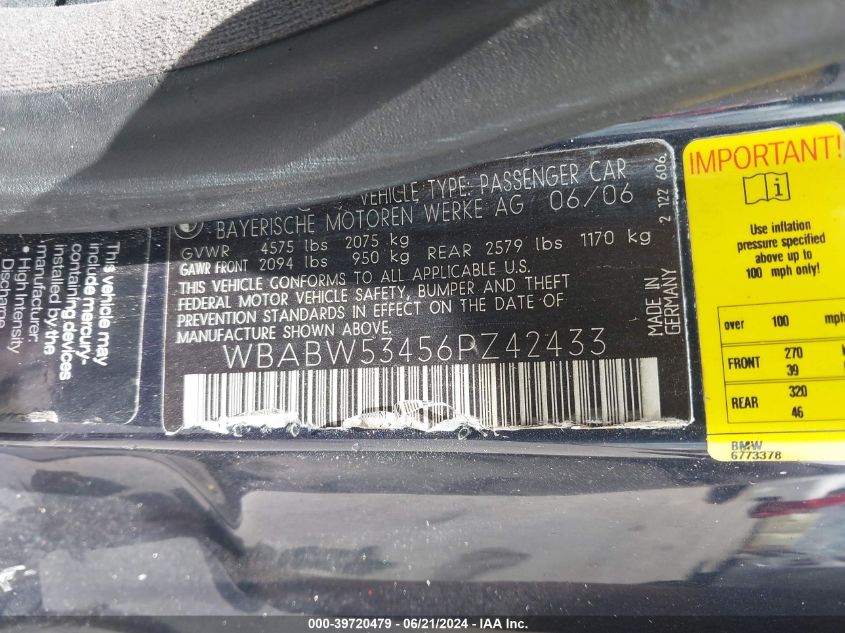 VEHICLE TYPE: PASSENGER CAR
BAYERISCHE MOTOREN WERKE AG 06/06
GVWR 4575 lbs 2075 kg
GAWR FRONT 2094 lbs 950 kg REAR 2579 lbs 1170 kg
THIS VEHICLE CONFORMS TO ALL APPLICABLE U.S.
FEDERAL MOTOR VEHICLE SAFETY, BUMPER AND THEFT
PREVENTION STANDARDS IN EFFECT ON THE DATE OF
MANUFACTURE SHOWN ABOVE.
WBABW53456PZ42433
MADE IN
GERMANY
2 122 606
This vehicle may
include mercury-
containing devices
installed by the
manufacturer:
• High Intensity
Discharge
IMPORTANT!
Use inflation
pressure specified
above up to
100 mph only!
over 100 mph
FRONT 270
39
REAR 320
46
BMW
6773378
000-39720479 - 06/21/2024 - IAA Inc.